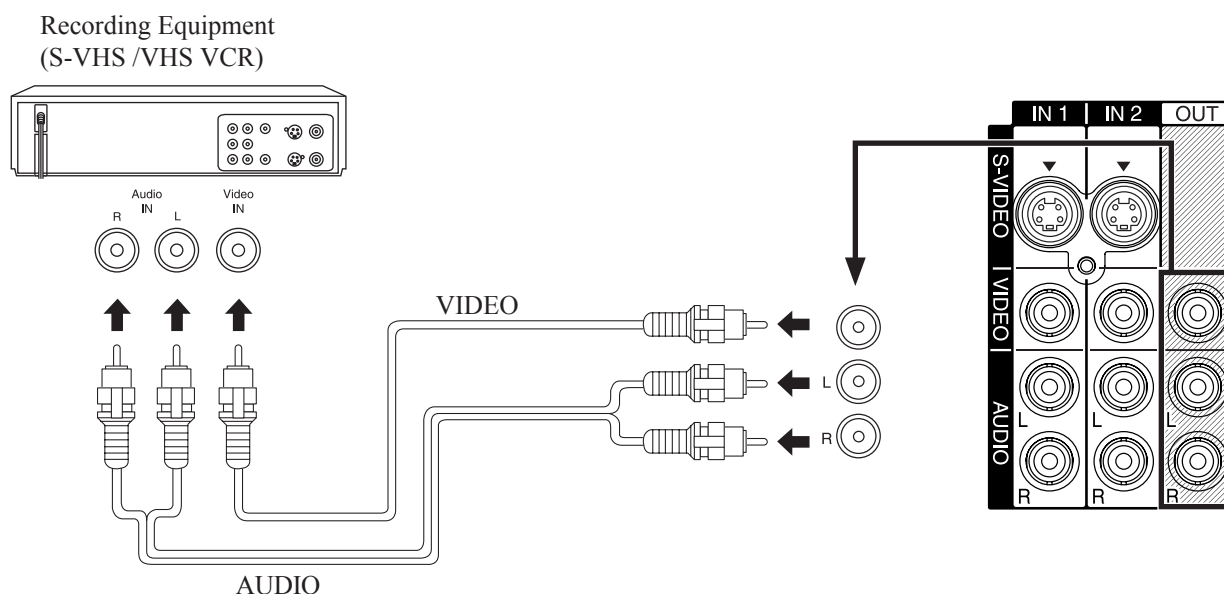 Recording Equipment
(S-VHS /VHS VCR)
Audio
IN
Video
IN
R
L
VIDEO
L
R
AUDIO
IN 1
IN 2
OUT
S-VIDEO
VIDEO
AUDIO
L
L
L
R
R
R